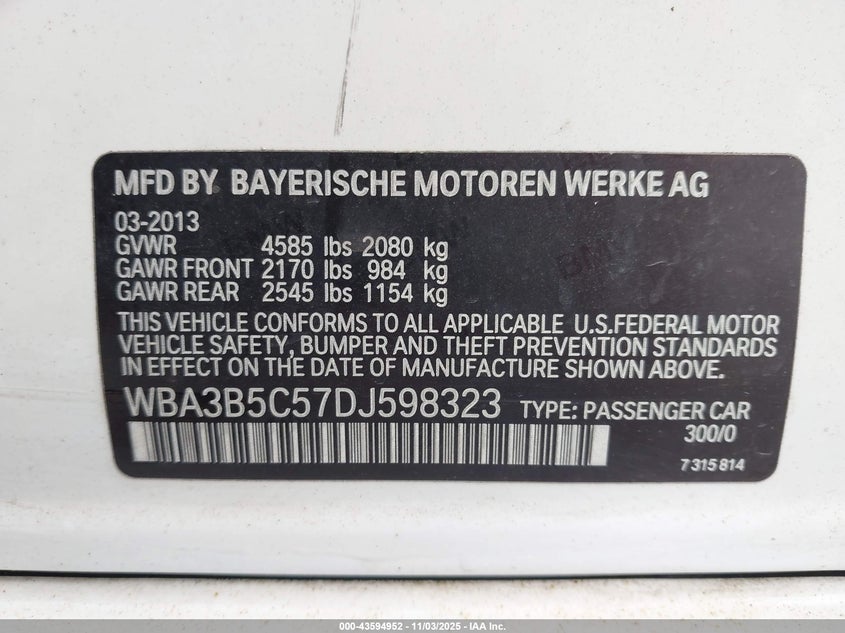 MFD BY BAYERISCHE MOTOREN WERKE AG
03-2013
GVWR 4585 lbs 2080 kg
GAWR FRONT 2170 lbs 984 kg
GAWR REAR 2545 lbs 1154 kg
THIS VEHICLE CONFORMS TO ALL APPLICABLE U.S.FEDERAL MOTOR
VEHICLE SAFETY, BUMPER AND THEFT PREVENTION STANDARDS
IN EFFECT ON THE DATE OF MANUFACTURE SHOWN ABOVE.
WBA3B5C57DJ598323 TYPE: PASSENGER CAR
300/0
7 315 814
000-43594952 - 11/03/2025 - IAA Inc.